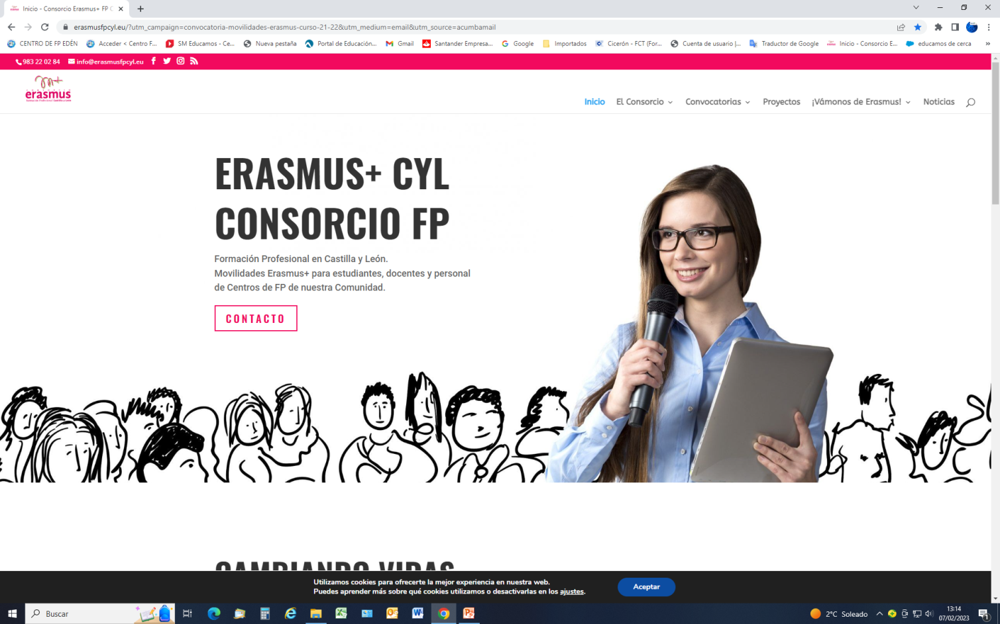 Inicio - Consorcio Erasmus+ FP C
erasmusfpcyl.eu/?utm_campaign=convocatoria-movilidades-erasmus-curso-21-22&utm_medium=email&utm_source=acumbamail
CENTRO DE FP EDÉN Acceder < Centro F... SM Educamos - Ce... Nueva pestaña Portal de Educación... Gmail Santander Empresa... Google Importados Cicerón - FCT (For... Cuenta de usuario |... Traductor de Google Inicio - Consorcio E... educamos de cerca »
983 22 02 84 info@erasmusfpcyl.eu
erasmus
Inicio El Consorcio Convocatorias Proyectos ¡Vámonos de Erasmus! Noticias
ERASMUS+ CYL
CONSORCIO FP
Formación Profesional en Castilla y León.
Movilidades Erasmus+ para estudiantes, docentes y personal
de Centros de FP de nuestra Comunidad.
CONTACTO
CAMBIANDO VIDAS
Utilizamos cookies para ofrecerte la mejor experiencia en nuestra web.
Puedes aprender más sobre qué cookies utilizamos o desactivarlas en los ajustes.
Aceptar
Buscar
2°C Soleado
13:14
07/02/2023
1